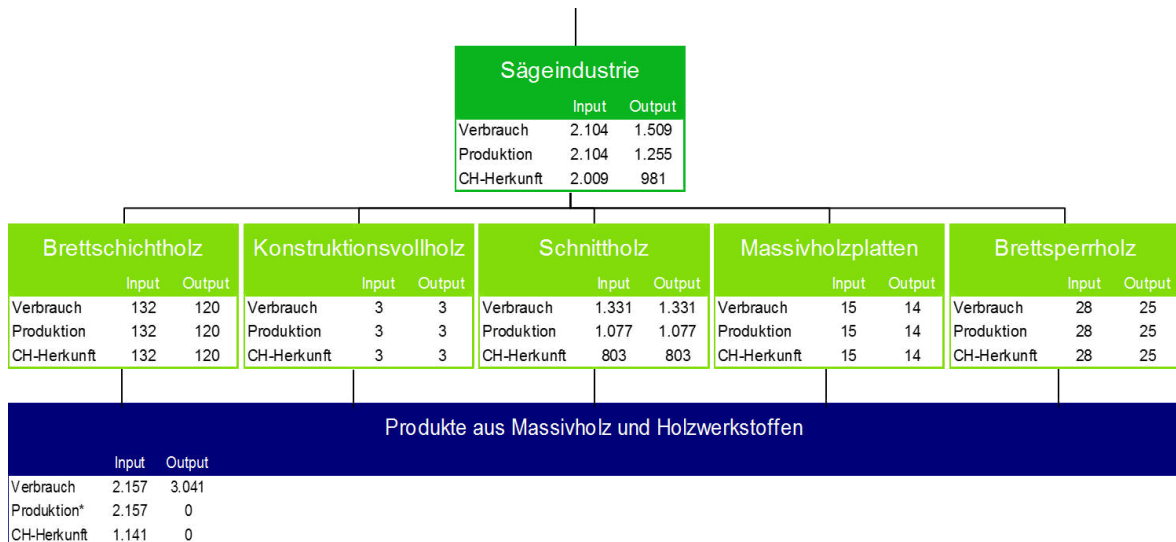 Sägeindustrie
Input Output
Verbrauch 2.104 1.509
Produktion 2.104 1.255
CH-Herkunft 2.009 981
Brettschichtholz
Input Output
Verbrauch 132 120
Produktion 132 120
CH-Herkunft 132 120
Konstruktionsvollholz
Input Output
Verbrauch 3 3
Produktion 3 3
CH-Herkunft 3 3
Schnittholz
Input Output
Verbrauch 1.331 1.331
Produktion 1.077 1.077
CH-Herkunft 803 803
Massivholzplatten
Input Output
Verbrauch 15 14
Produktion 15 14
CH-Herkunft 15 14
Brettsperrholz
Input Output
Verbrauch 28 25
Produktion 28 25
CH-Herkunft 28 25
Produkte aus Massivholz und Holzwerkstoffen
Input Output
Verbrauch 2.157 3.041
Produktion* 2.157 0
CH-Herkunft 1.141 0